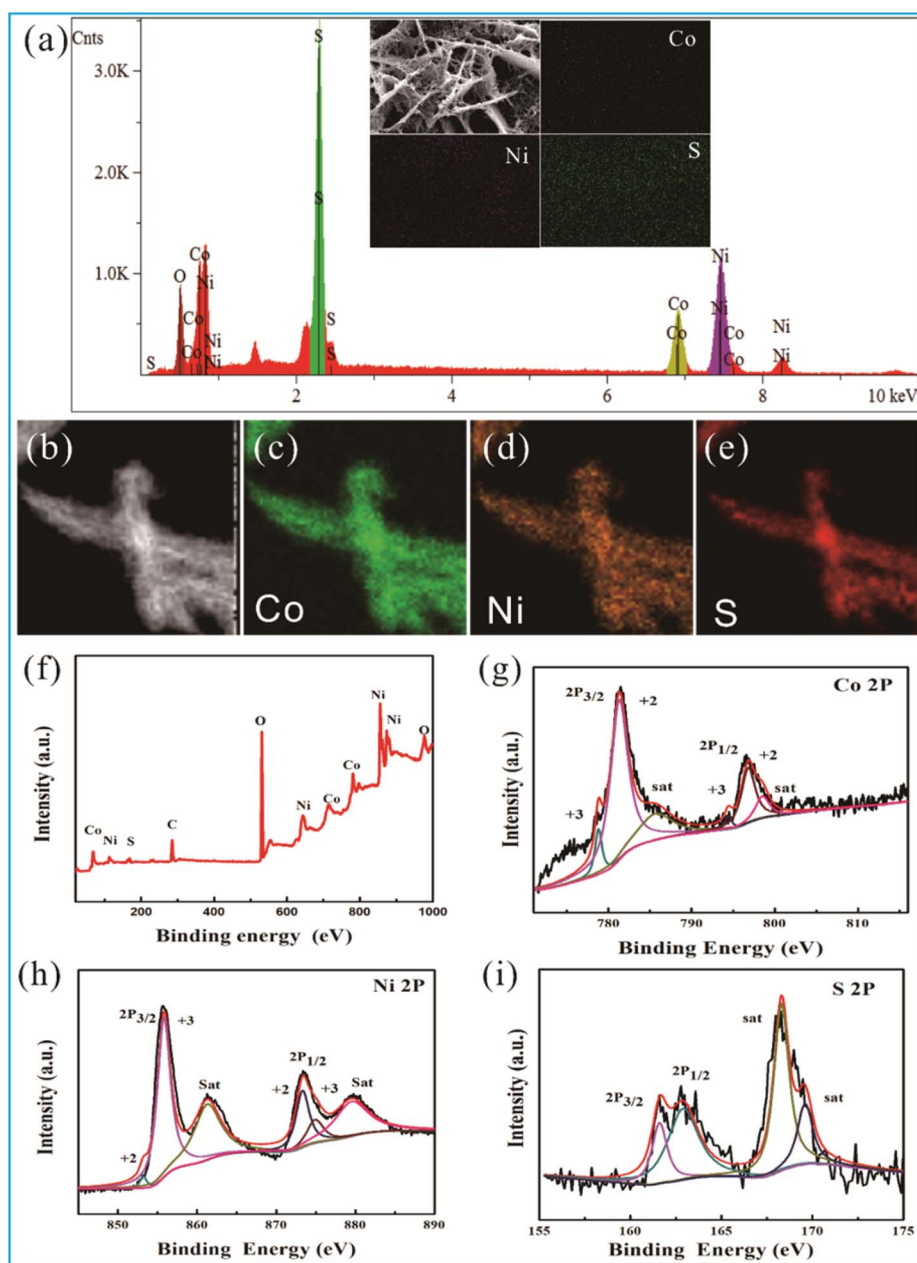 (a)
Cnts
3.0K
2.0K
1.0K
S
S
S
S
S
O
Co
Ni
Co
Co
Ni
Ni
Co
Co
Ni
Ni
Co
Co
Ni
Ni
2 4 6 8 10 keV
Co
Ni
S
(b) (c) (d) (e)
Co Ni S
(f)
Intensity (a.u.)
Co Ni S C O Ni Co Co Ni Ni O
200 400 600 800 1000
Binding energy (eV)
(g)
Co 2P
Intensity (a.u.)
2P3/2 +2
2P1/2 +2
sat
+3 sat
+3
780 790 800 810
Binding Energy (eV)
(h)
Ni 2P
Intensity (a.u.)
2P3/2 +3
2P1/2
Sat
+2 +3 Sat
+2
850 860 870 880 890
Binding Energy (eV)
(i)
S 2P
Intensity (a.u.)
sat
2P1/2
2P3/2
sat
155 160 165 170 175
Binding Energy (eV)